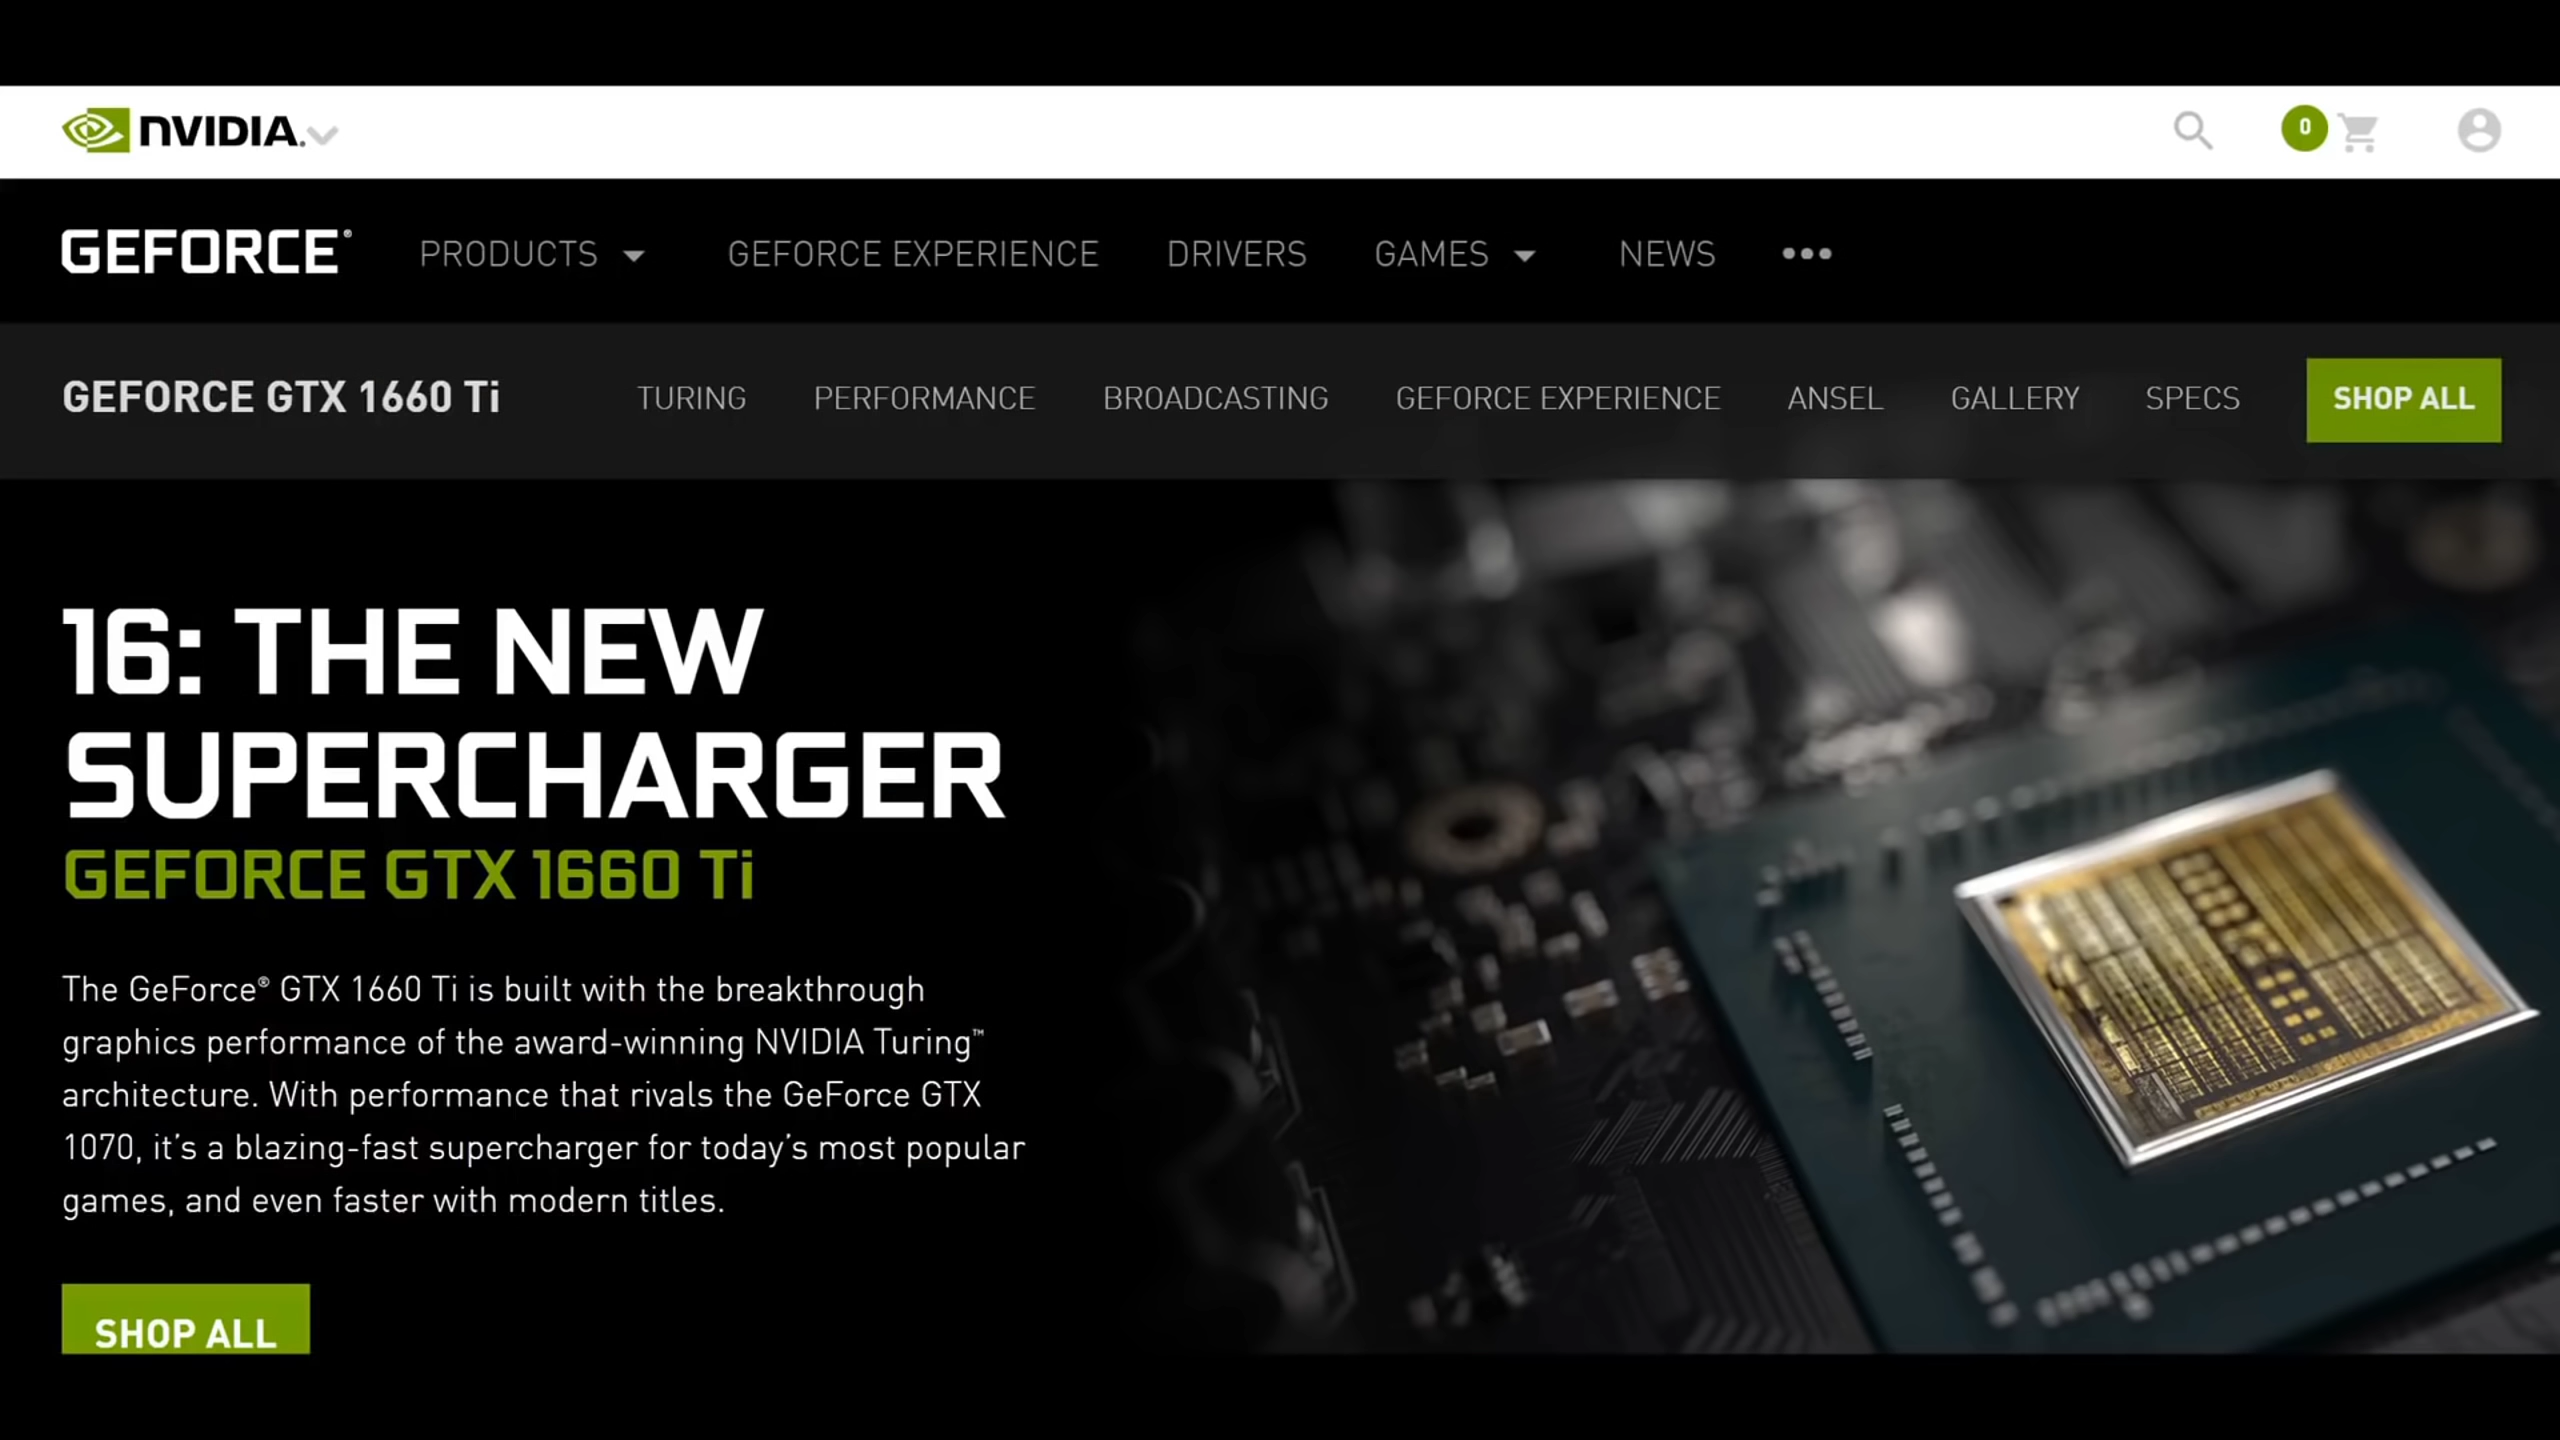 NVIDIA.
0
GEFORCE®
PRODUCTS
GEFORCE EXPERIENCE
DRIVERS
GAMES
NEWS
GEFORCE GTX 1660 Ti
TURING
PERFORMANCE
BROADCASTING
GEFORCE EXPERIENCE
ANSEL
GALLERY
SPECS
SHOP ALL
16: THE NEW
SUPERCHARGER
GEFORCE GTX 1660 Ti
The GeForce® GTX 1660 Ti is built with the breakthrough
graphics performance of the award-winning NVIDIA Turing™
architecture. With performance that rivals the GeForce GTX
1070, it’s a blazing-fast supercharger for today’s most popular
games, and even faster with modern titles.
SHOP ALL